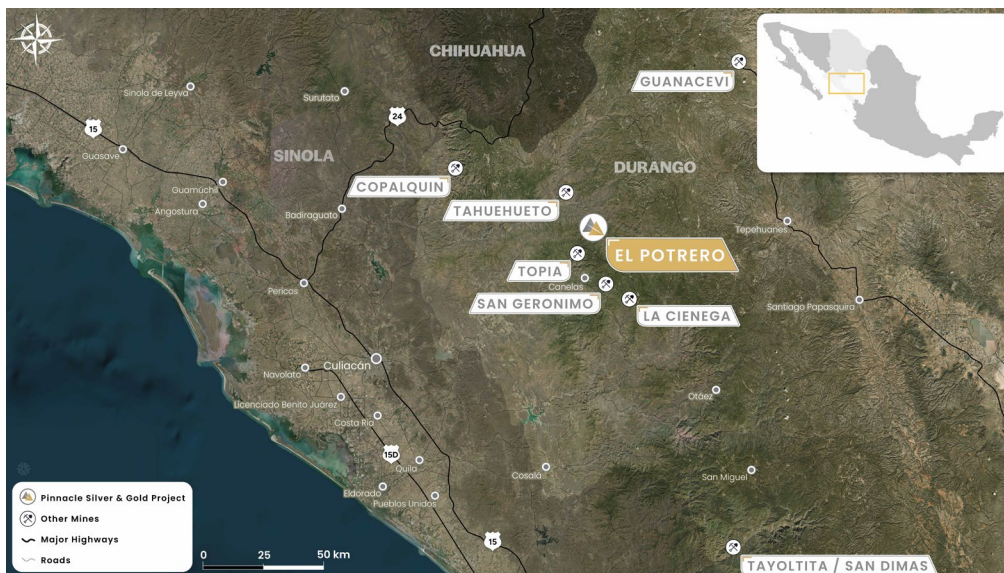 CHIHUAHUA
GUANACEVI
Sinola de Leyva
Surutato
24
15
SINOLA
DURANGO
Guasave
COPALQUIN
Guamúchil
TAHUEHUETO
Angostura
Badiraguato
Tepehuanes
EL POTRERO
TOPIA
Canelas
Pericos
SAN GERONIMO
LA CIENEGA
Santiago Papasquira
Culiacán
Navolato
Licenciado Benito Juárez
Otáez
Costa Ria
15D
Quila
Cosala
San Miguel
Eldorado
Pueblos Unidos
15
TAYOLTITA / SAN DIMAS
Pinnacle Silver & Gold Project
Other Mines
Major Highways
Roads
0 25 50 km